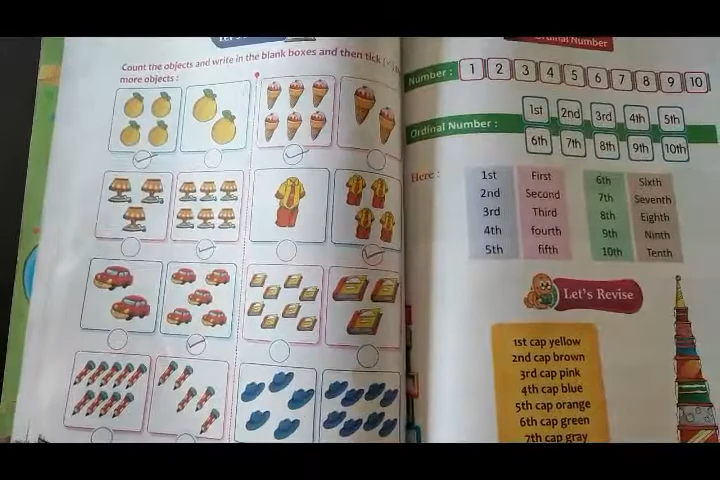 Count the objects and write in the blank boxes and then tick (✓)
more objects :
Ordinal Number
Number :
1 2 3 4 5 6 7 8 9 10
Ordinal Number :
1st 2nd 3rd 4th 5th
6th 7th 8th 9th 10th
Here :
1st First 6th Sixth
2nd Second 7th Seventh
3rd Third 8th Eighth
4th fourth 9th Ninth
5th fifth 10th Tenth
Let's Revise
1st cap yellow
2nd cap brown
3rd cap pink
4th cap blue
5th cap orange
6th cap green
7th cap gray